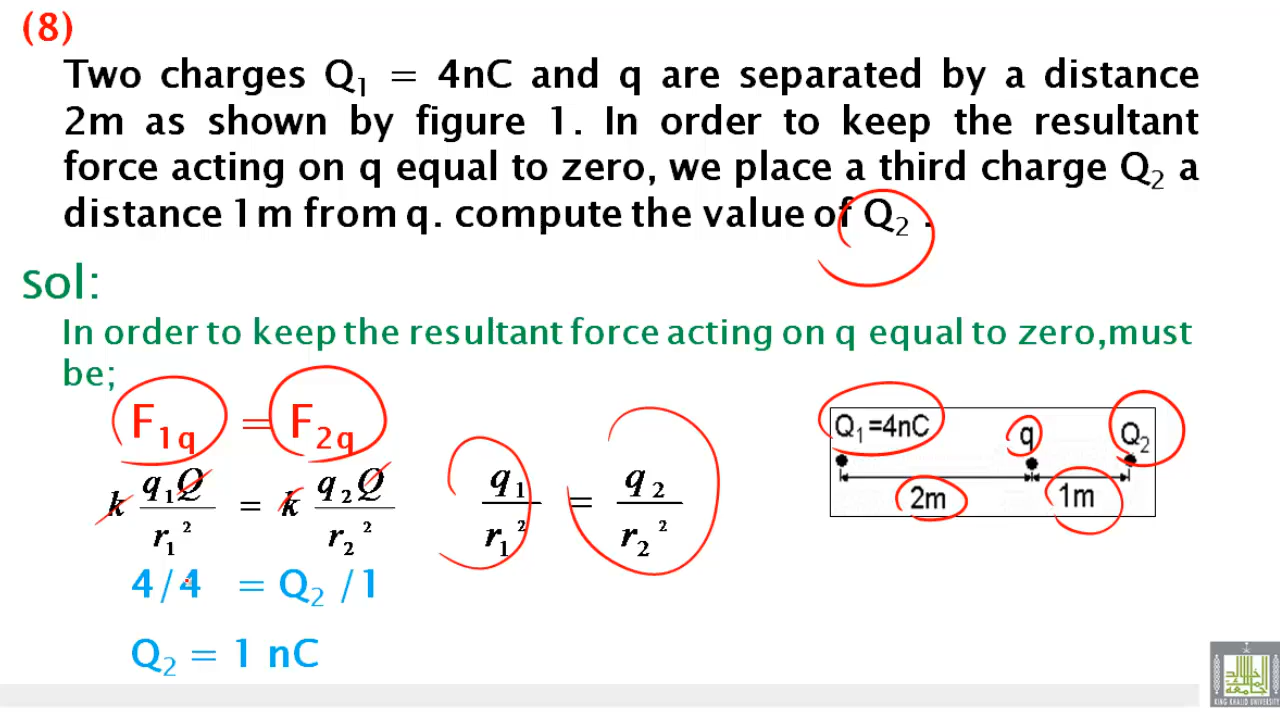 (8)
Two charges Q₁ = 4nC and q are separated by a distance
2m as shown by figure 1. In order to keep the resultant
force acting on q equal to zero, we place a third charge Q₂ a
distance 1m from q. compute the value of Q₂ .
sol:
In order to keep the resultant force acting on q equal to zero,must
be;
F₁q = F₂q
k q₁Q / r₁² = k q₂Q / r₂²
q₁ / r₁² = q₂ / r₂²
4/4 = Q₂ /1
Q₂ = 1 nC
Q₁=4nC q Q₂
2m 1m
KING KHALID UNIVERSITY